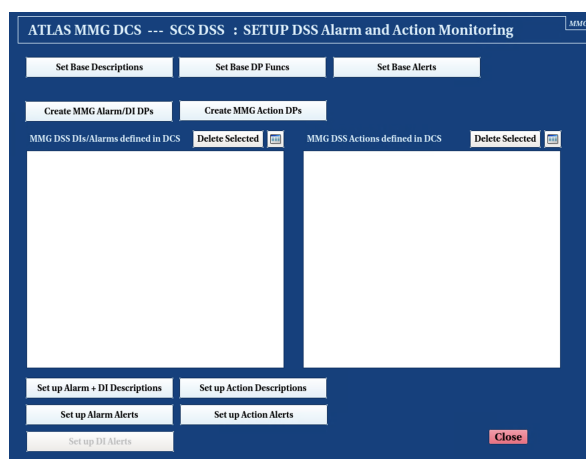 ATLAS MMG DCS --- SCS DSS : SETUP DSS Alarm and Action Monitoring
MMG
Set Base Descriptions Set Base DP Funcs Set Base Alerts
Create MMG Alarm/DI DPs Create MMG Action DPs
MMG DSS DIs/Alarms defined in DCS Delete Selected MMG DSS Actions defined in DCS Delete Selected
Set up Alarm + DI Descriptions Set up Action Descriptions
Set up Alarm Alerts Set up Action Alerts
Set up DI Alerts Close